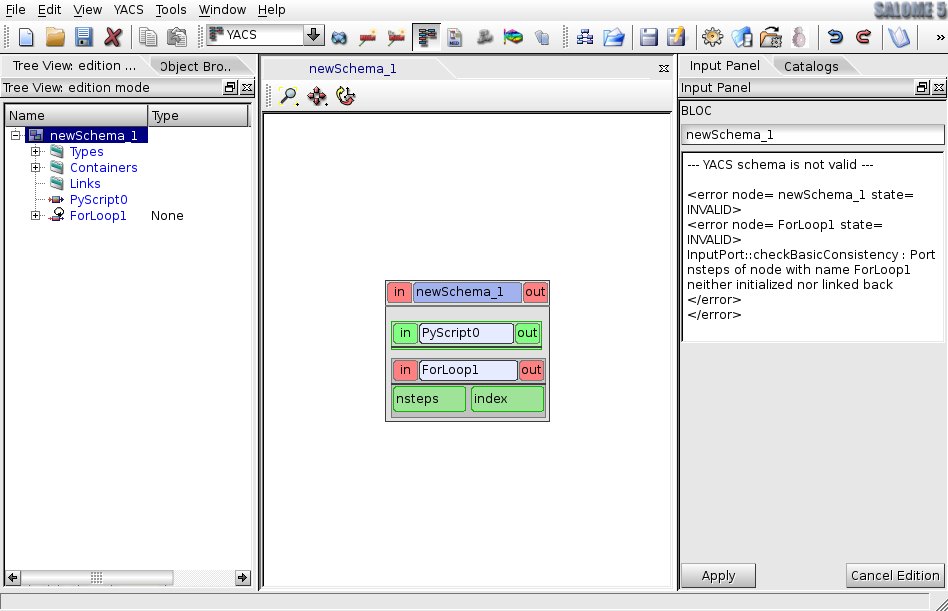 File Edit View YACS Tools Window Help
SALOME 5
YACS
»
Tree View: edition ... Object Bro..
Tree View: edition mode
Name Type
newSchema_1
Types
Containers
Links
PyScript0
ForLoop1 None
newSchema_1
in newSchema_1 out
in PyScript0 out
in ForLoop1 out
nsteps index
Input Panel Catalogs
Input Panel
BLOC
newSchema_1
--- YACS schema is not valid ---
<error node= newSchema_1 state=
INVALID>
<error node= ForLoop1 state=
INVALID>
InputPort::checkBasicConsistency : Port
nsteps of node with name ForLoop1
neither initialized nor linked back
</error>
</error>
Apply Cancel Edition